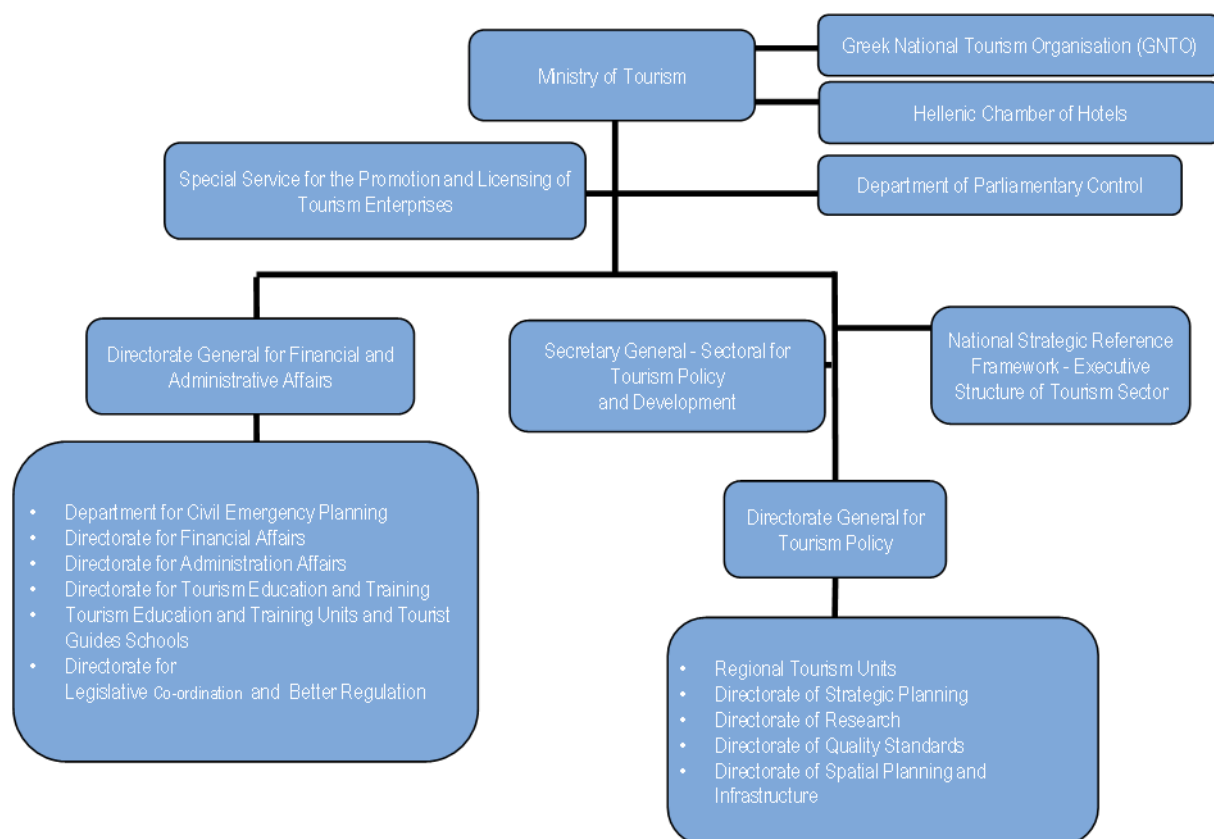 Greek National Tourism Organisation (GNTO)
Ministry of Tourism
Hellenic Chamber of Hotels
Special Service for the Promotion and Licensing of
Tourism Enterprises
Department of Parliamentary Control
Directorate General for Financial and
Administrative Affairs
Secretary General - Sectoral for
Tourism Policy
and Development
National Strategic Reference
Framework - Executive
Structure of Tourism Sector
• Department for Civil Emergency Planning
• Directorate for Financial Affairs
• Directorate for Administration Affairs
• Directorate for Tourism Education and Training
• Tourism Education and Training Units and Tourist
Guides Schools
• Directorate for
Legislative Co-ordination and Better Regulation
Directorate General for
Tourism Policy
• Regional Tourism Units
• Directorate of Strategic Planning
• Directorate of Research
• Directorate of Quality Standards
• Directorate of Spatial Planning and
Infrastructure